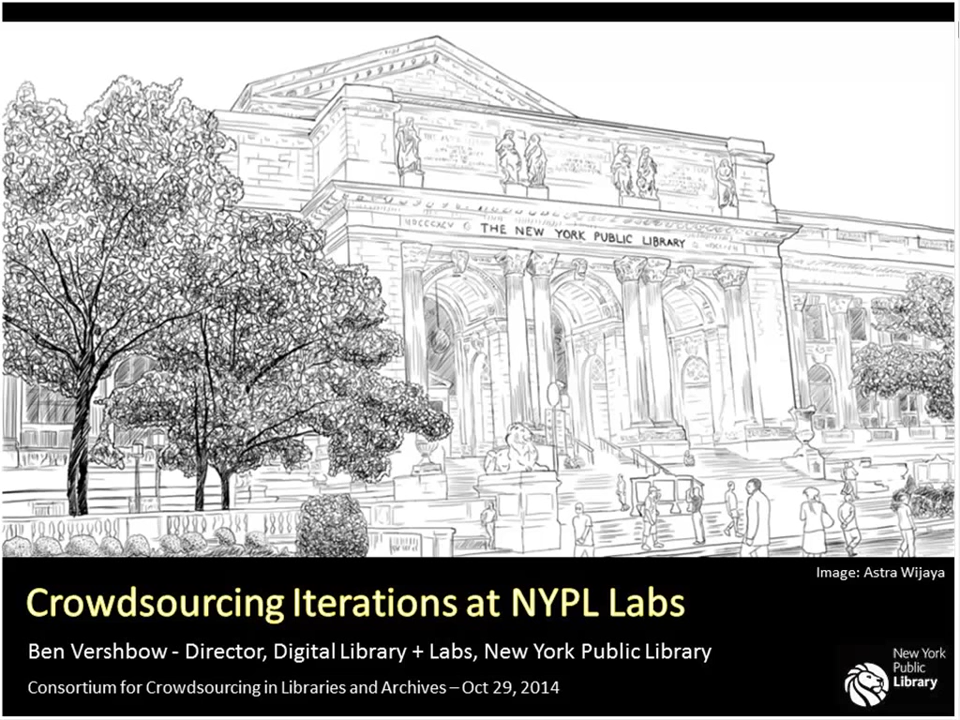 MDCCCXCV THE NEW YORK PUBLIC LIBRARY
Image: Astra Wijaya
Crowdsourcing Iterations at NYPL Labs
Ben Vershbow - Director, Digital Library + Labs, New York Public Library
Consortium for Crowdsourcing in Libraries and Archives – Oct 29, 2014
New York
Public
Library